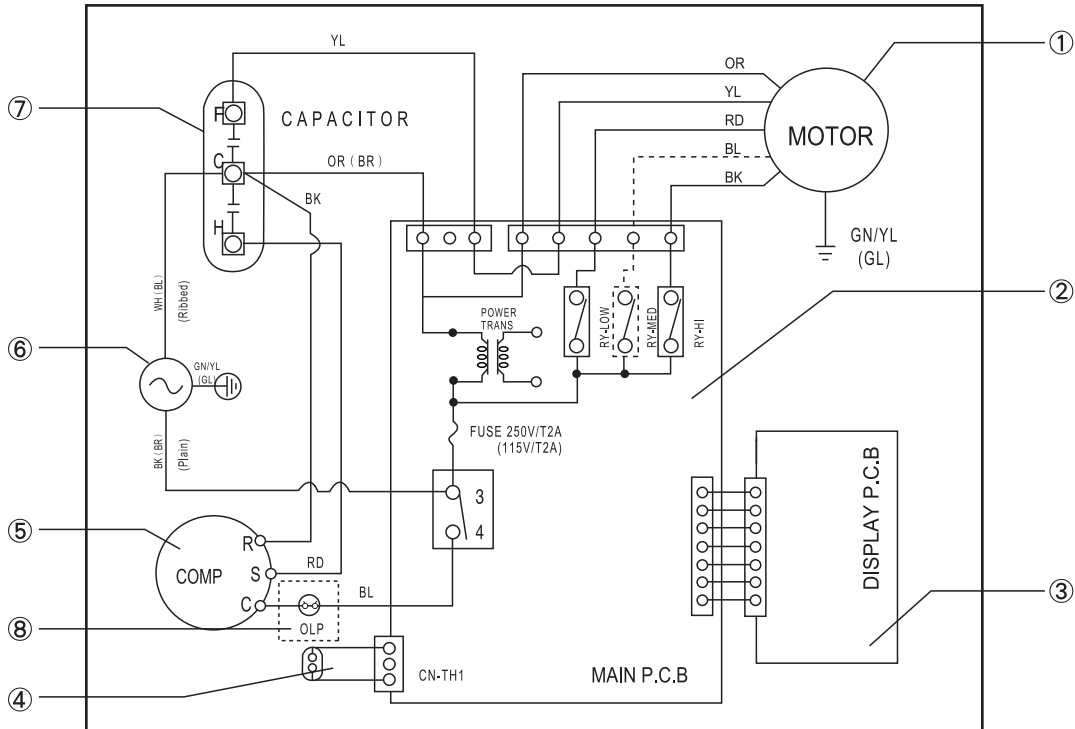 YL
①
OR
YL
⑦
F
CAPACITOR
RD
MOTOR
C
OR (BR)
BL
BK
BK
H
GN/YL
(GL)
WH (BL)
(Ribbed)
②
POWER
TRANS
RY-LOW
RY-MED
RY-HI
⑥
GN/YL
(GL)
FUSE 250V/T2A
(115V/T2A)
BK (BR)
(Plain)
3
4
DISPLAY P.C.B
⑤
R
COMP
S
RD
C
BL
③
⑧
OLP
④
CN-TH1
MAIN P.C.B